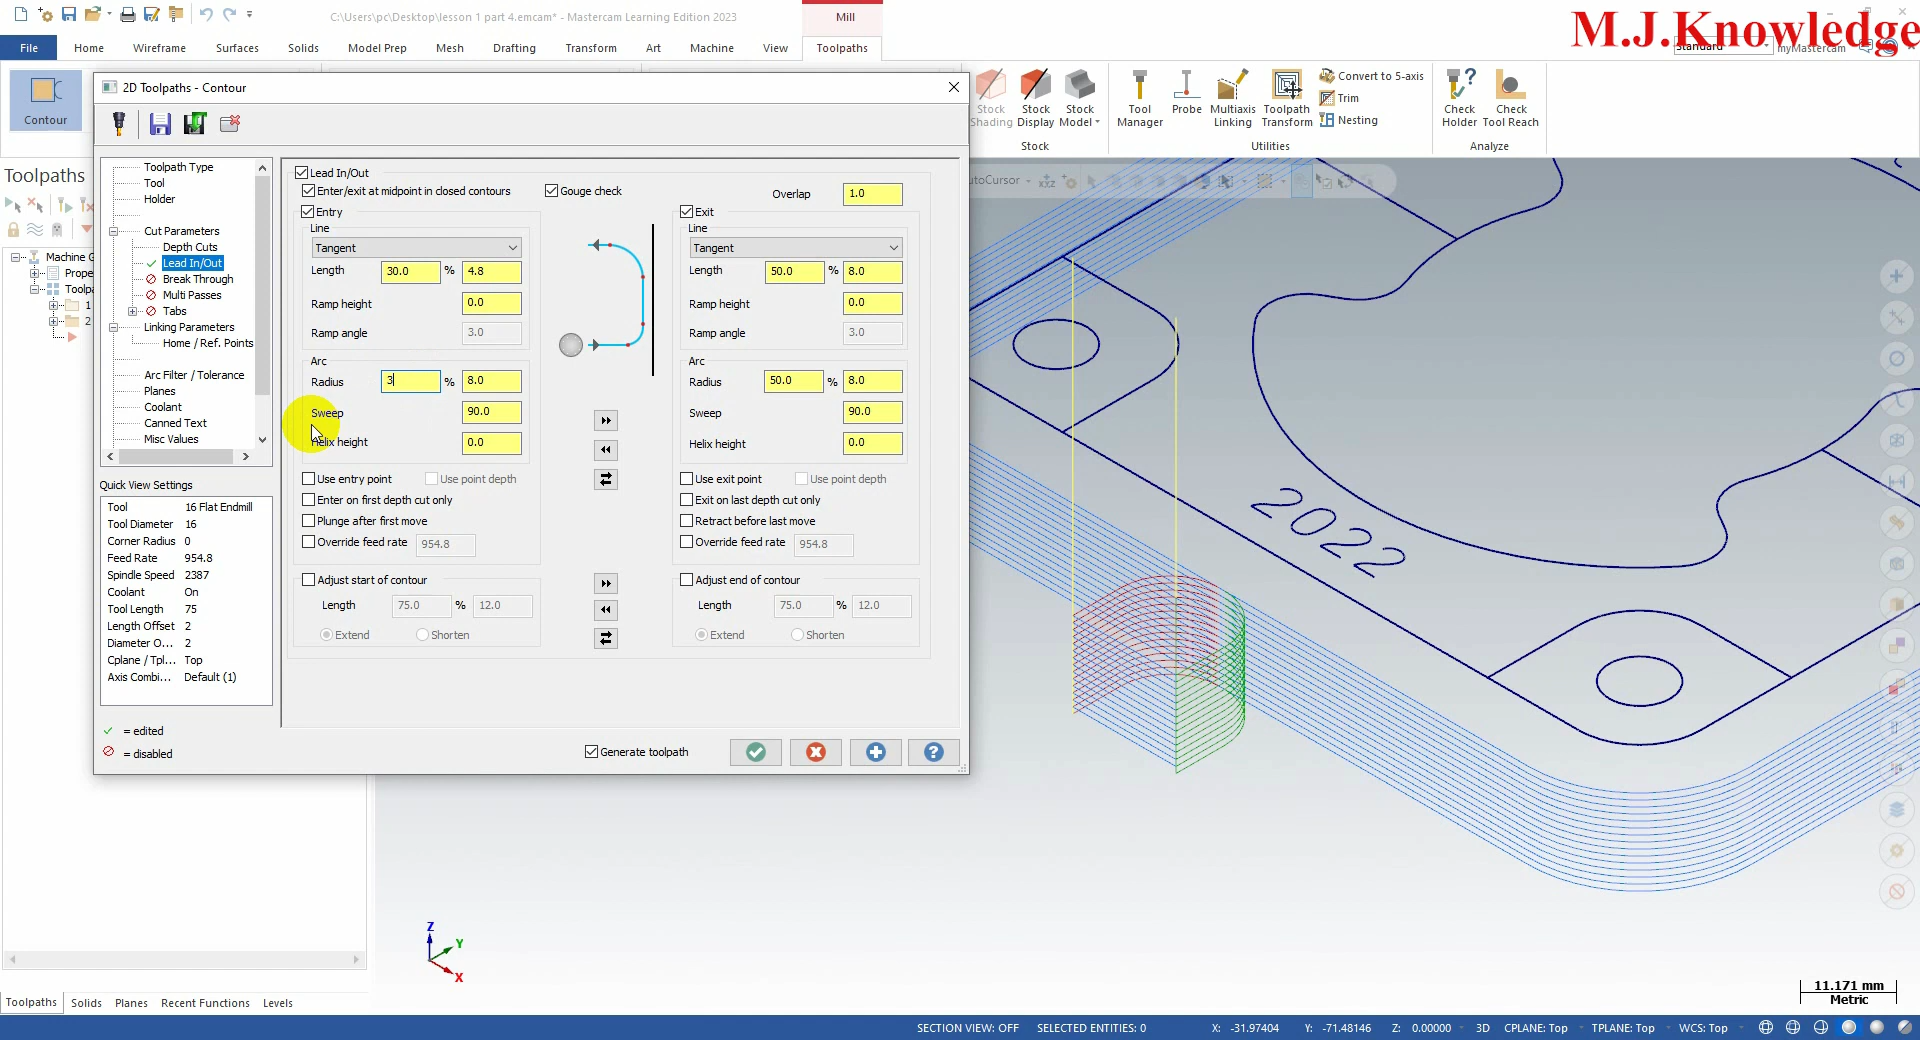 C:\Users\pc\Desktop\lesson 1 part 4.emcam* - Mastercam Learning Edition 2023
Mill
M.J.Knowledge
File Home Wireframe Surfaces Solids Model Prep Mesh Drafting Transform Art Machine View Toolpaths
Standard
myMastercam
Contour
2D Toolpaths - Contour
Stock Shading
Stock Display
Stock Model
Stock
Tool Manager
Probe
Multiaxis Linking
Toolpath Transform
Convert to 5-axis
Trim
Nesting
Utilities
Check Holder
Check Tool Reach
Analyze
Toolpaths
Machine G
Prope
Toolpa
1
2
Toolpath Type
Tool
Holder
Cut Parameters
Depth Cuts
Lead In/Out
Break Through
Multi Passes
Tabs
Linking Parameters
Home / Ref. Points
Arc Filter / Tolerance
Planes
Coolant
Canned Text
Misc Values
Quick View Settings
Tool 16 Flat Endmill
Tool Diameter 16
Corner Radius 0
Feed Rate 954.8
Spindle Speed 2387
Coolant On
Tool Length 75
Length Offset 2
Diameter O... 2
Cplane / Tpl... Top
Axis Combi... Default (1)
= edited
= disabled
Lead In/Out
Enter/exit at midpoint in closed contours
Gouge check
Overlap 1.0
Entry
Line
Tangent
Length 30.0 % 4.8
Ramp height 0.0
Ramp angle 3.0
Arc
Radius 3 % 8.0
Sweep 90.0
Helix height 0.0
Use entry point Use point depth
Enter on first depth cut only
Plunge after first move
Override feed rate 954.8
Adjust start of contour
Length 75.0 % 12.0
Extend Shorten
Exit
Line
Tangent
Length 50.0 % 8.0
Ramp height 0.0
Ramp angle 3.0
Arc
Radius 50.0 % 8.0
Sweep 90.0
Helix height 0.0
Use exit point Use point depth
Exit on last depth cut only
Retract before last move
Override feed rate 954.8
Adjust end of contour
Length 75.0 % 12.0
Extend Shorten
Generate toolpath
utoCursor
2022
Z
Y
X
11.171 mm
Metric
Toolpaths Solids Planes Recent Functions Levels
SECTION VIEW: OFF SELECTED ENTITIES: 0 X: -31.97404 Y: -71.48146 Z: 0.00000 3D CPLANE: Top TPLANE: Top WCS: Top